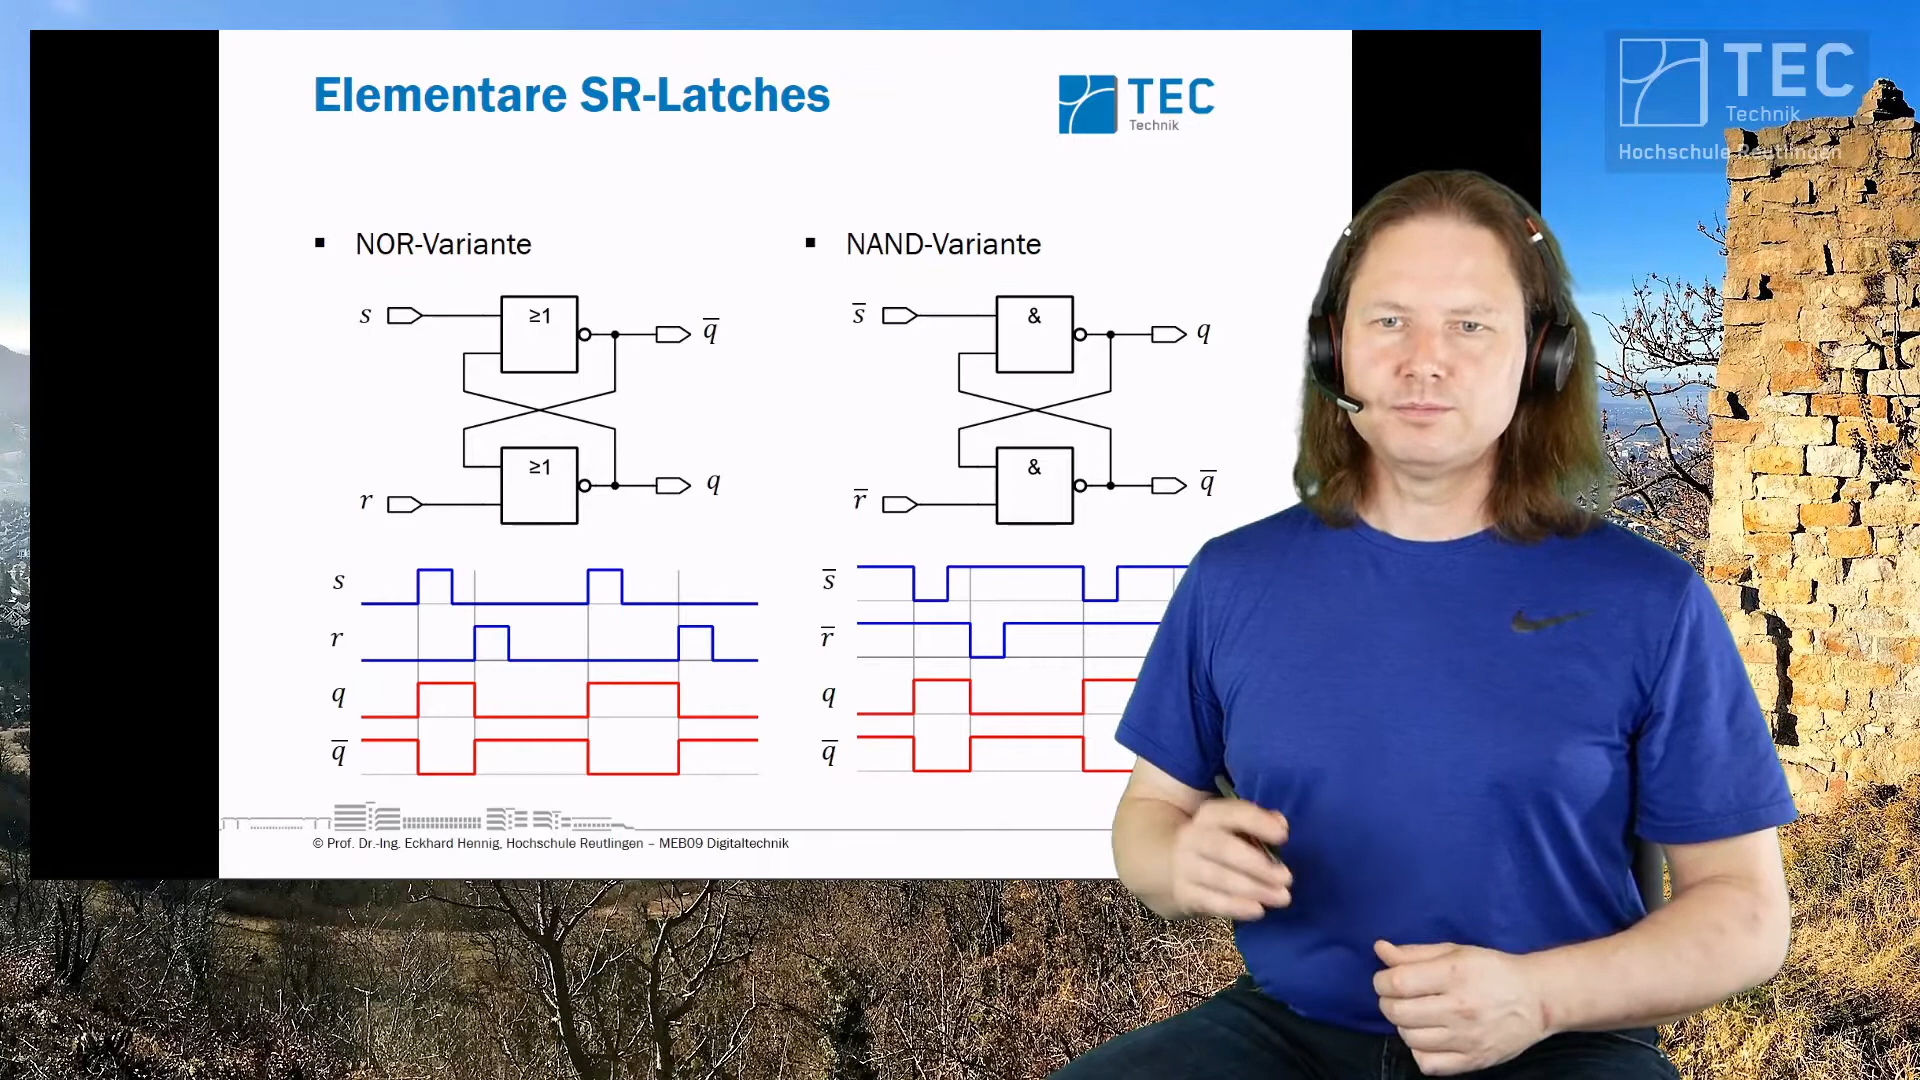 Elementare SR-Latches
TEC
Technik
TEC
Technik
Hochschule Reutlingen
▪ NOR-Variante
s
≥1
q̅
≥1
r
q
s
r
q
q̅
▪ NAND-Variante
s̅
&
q
&
r̅
q̅
s̅
r̅
q
q̅
© Prof. Dr.-Ing. Eckhard Hennig, Hochschule Reutlingen – MEB09 Digitaltechnik